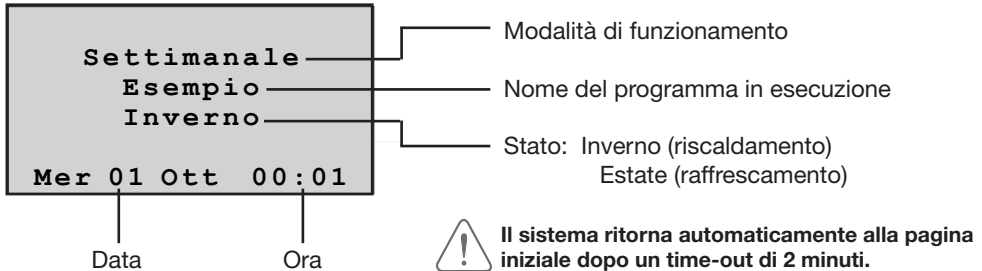 Settimanale
Esempio
Inverno
Mer 01 Ott 00:01
Modalità di funzionamento
Nome del programma in esecuzione
Stato: Inverno (riscaldamento)
Estate (raffrescamento)
Data
Ora
Il sistema ritorna automaticamente alla pagina
iniziale dopo un time-out di 2 minuti.